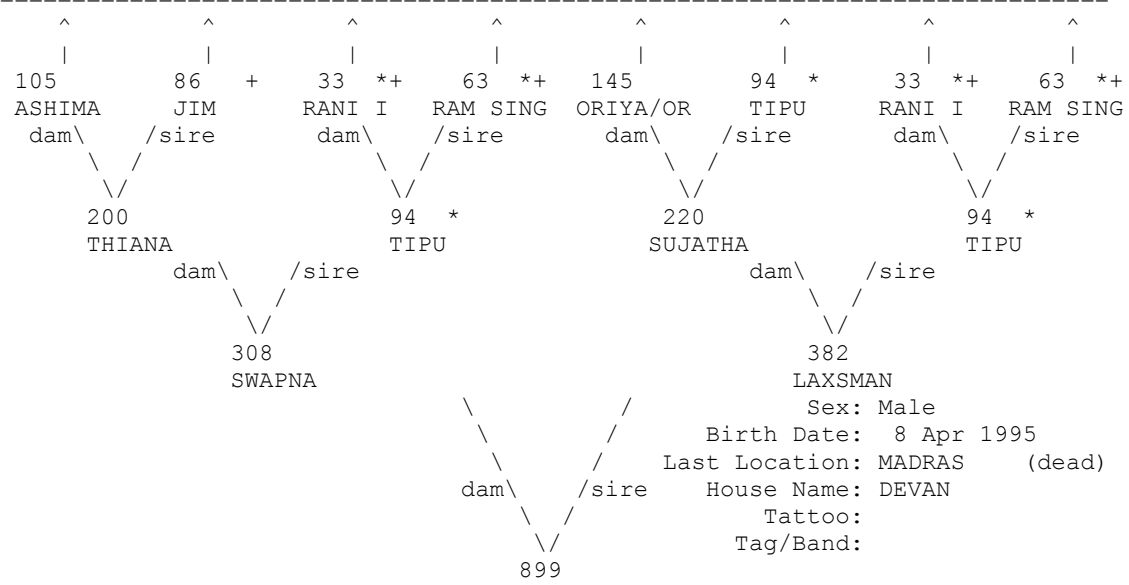 --------------------------------------------------------------------------------
^ ^ ^ ^ ^ ^ ^ ^
| | | | | | | |
105 86 + 33 *+ 63 *+ 145 94 * 33 *+ 63 *+
ASHIMA JIM RANI I RAM SING ORIYA/OR TIPU RANI I RAM SING
dam\ /sire dam\ /sire dam\ /sire dam\ /sire
\ / \ / \ / \ /
\/ \/ \/ \/
200 94 * 220 94 *
THIANA TIPU SUJATHA TIPU
dam\ /sire dam\ /sire
\ / \ /
\/ \/
308 382
SWAPNA LAXSMAN
\ / Sex: Male
\ / Birth Date: 8 Apr 1995
\ / Last Location: MADRAS (dead)
dam\ /sire House Name: DEVAN
\ / Tattoo:
\/ Tag/Band:
899